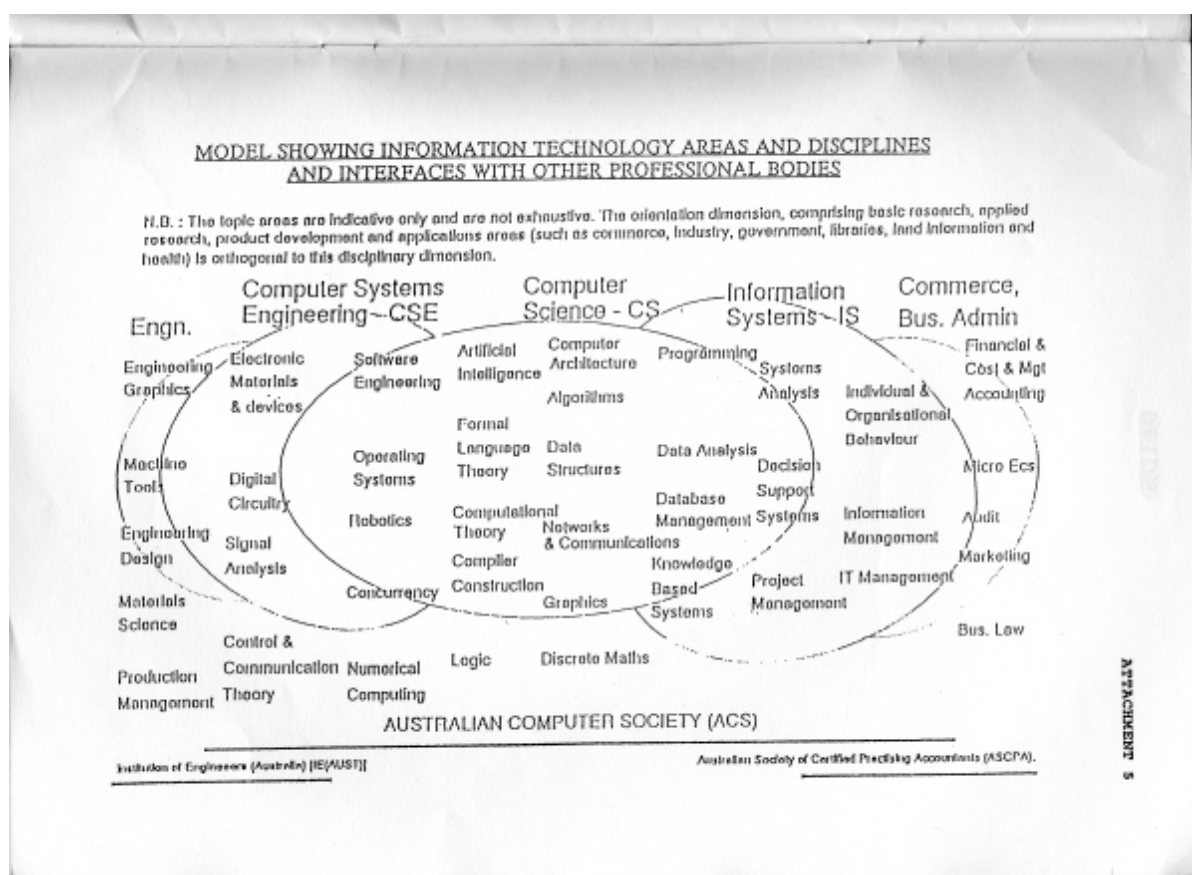 MODEL SHOWING INFORMATION TECHNOLOGY AREAS AND DISCIPLINES
AND INTERFACES WITH OTHER PROFESSIONAL BODIES
N.B. : The topic areas are indicative only and are not exhaustive. The orientation dimension, comprising basic research, applied
research, product development and applications areas (such as commerce, industry, government, libraries, land information and
health) is orthogonal to this disciplinary dimension.
Engn.
Computer Systems
Engineering - CSE
Computer
Science - CS
Information
Systems - IS
Commerce,
Bus. Admin
Engineering
Graphics
Machine
Tools
Engineering
Design
Materials
Science
Production
Management
Electronic
Materials
& devices
Digital
Circuitry
Signal
Analysis
Control &
Communication
Theory
Software
Engineering
Operating
Systems
Robotics
Concurrency
Numerical
Computing
Artificial
Intelligence
Formal
Language
Theory
Computational
Theory
Compiler
Construction
Logic
Computer
Architecture
Algorithms
Data
Structures
Networks
& Communications
Graphics
Discrete Maths
Programming
Data Analysis
Database
Management
Knowledge
Based
Systems
Systems
Analysis
Decision
Support
Systems
Project
Management
Individual &
Organisational
Behaviour
Information
Management
IT Management
Financial &
Cost & Mgt
Accounting
Micro Ecs
Audit
Marketing
Bus. Law
AUSTRALIAN COMPUTER SOCIETY (ACS)
Institution of Engineers (Australia) [IE(AUST)]
Australian Society of Certified Practising Accountants (ASCPA).
ATTACHMENT 5